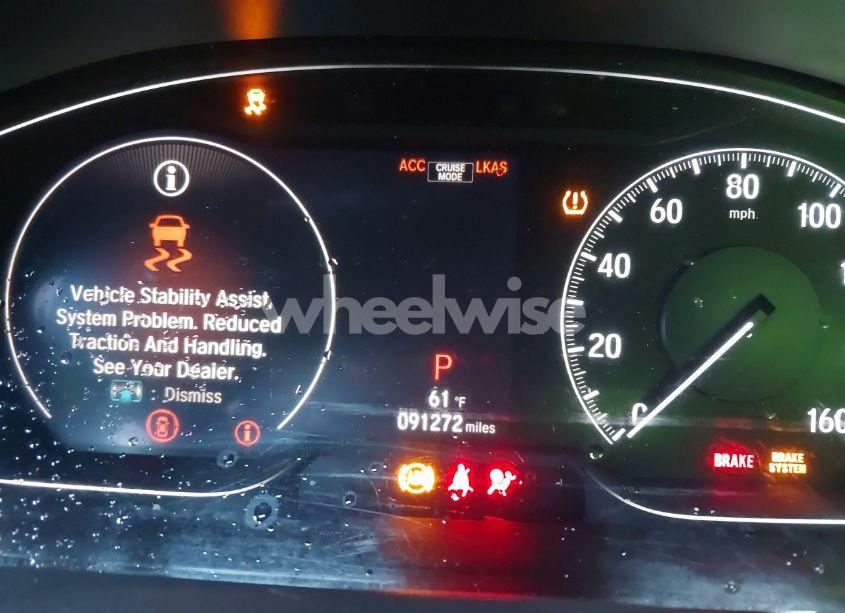 ACC CRUISE MODE LKAS
Vehicle Stability Assist
System Problem. Reduced
Traction And Handling.
See Your Dealer.
: Dismiss
wheelwise
P
61 °F
091272 miles
ABS
20
40
60
80
100
160
mph
BRAKE
BRAKE SYSTEM